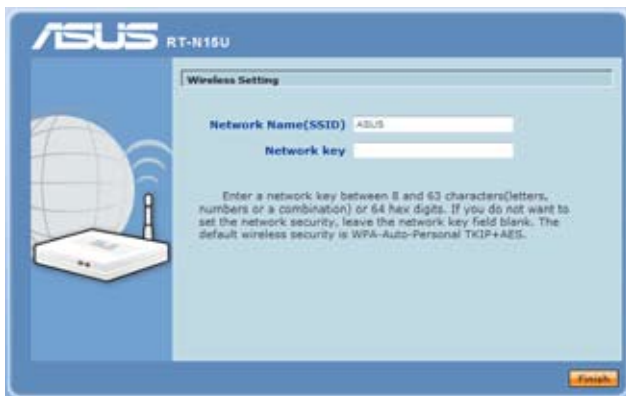 ASUS RT-N15U
Wireless Setting
Network Name(SSID) ASUS
Network key
Enter a network key between 8 and 63 characters(letters,
numbers or a combination) or 64 hex digits. If you do not want to
set the network security, leave the network key field blank. The
default wireless security is WPA-Auto-Personal TKIP+AES.
Finish